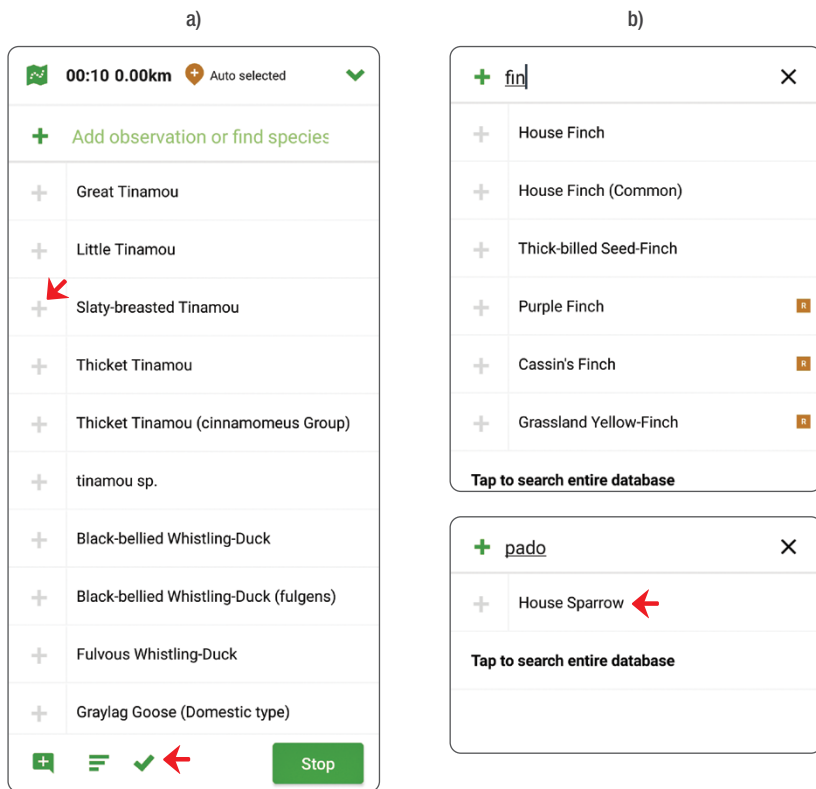 a)
00:10 0.00km Auto selected
Add observation or find species
Great Tinamou
Little Tinamou
Slaty-breasted Tinamou
Thicket Tinamou
Thicket Tinamou (cinnamomeus Group)
tinamou sp.
Black-bellied Whistling-Duck
Black-bellied Whistling-Duck (fulgens)
Fulvous Whistling-Duck
Graylag Goose (Domestic type)
Stop
b)
fin
House Finch
House Finch (Common)
Thick-billed Seed-Finch
Purple Finch R
Cassin's Finch R
Grassland Yellow-Finch R
Tap to search entire database
pado
House Sparrow
Tap to search entire database